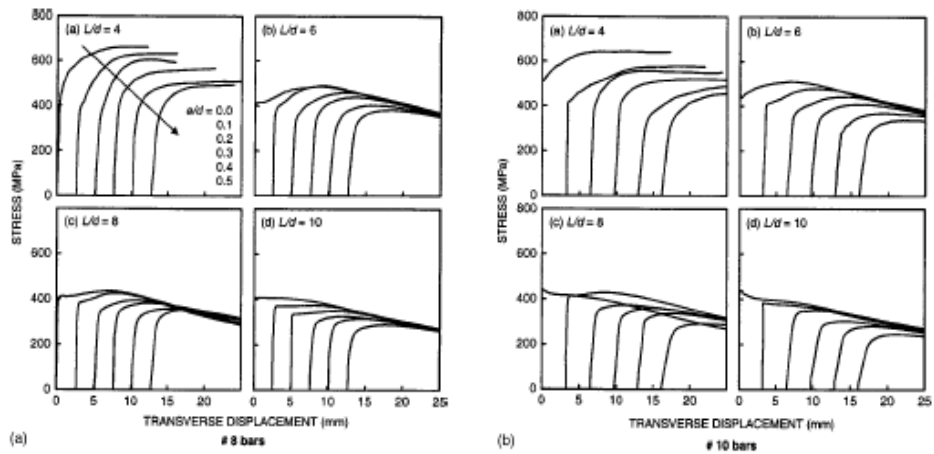 800
(a) L/d = 4
(b) L/d = 6
600
400
e/d = 0.0
0.1
0.2
200
0.3
0.4
0.5
0
STRESS (MPa)
(c) L/d = 8
(d) L/d = 10
600
400
200
0
0 5 10 15 20 0 5 10 15 20 25
TRANSVERSE DISPLACEMENT (mm)
(a)
# 8 bars
800
(a) L/d = 4
(b) L/d = 6
600
400
200
0
STRESS (MPa)
800
(c) L/d = 8
(d) L/d = 10
600
400
200
0
0 5 10 15 20 0 5 10 15 20 25
TRANSVERSE DISPLACEMENT (mm)
(b)
# 10 bars